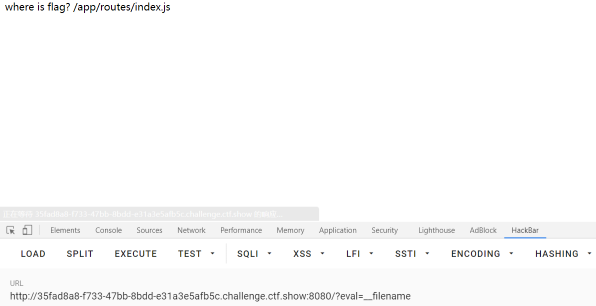 where is flag? /app/routes/index.js
Elements Console Sources Network Performance Memory Application Security Lighthouse AdBlock HackBar
LOAD SPLIT EXECUTE TEST SQLI XSS LFI SSTI ENCODING HASHING
URL
http://35fad8a8-f733-47bb-8bdd-e31a3e5afb5c.challenge.ctf.show:8080/?eval=__filename